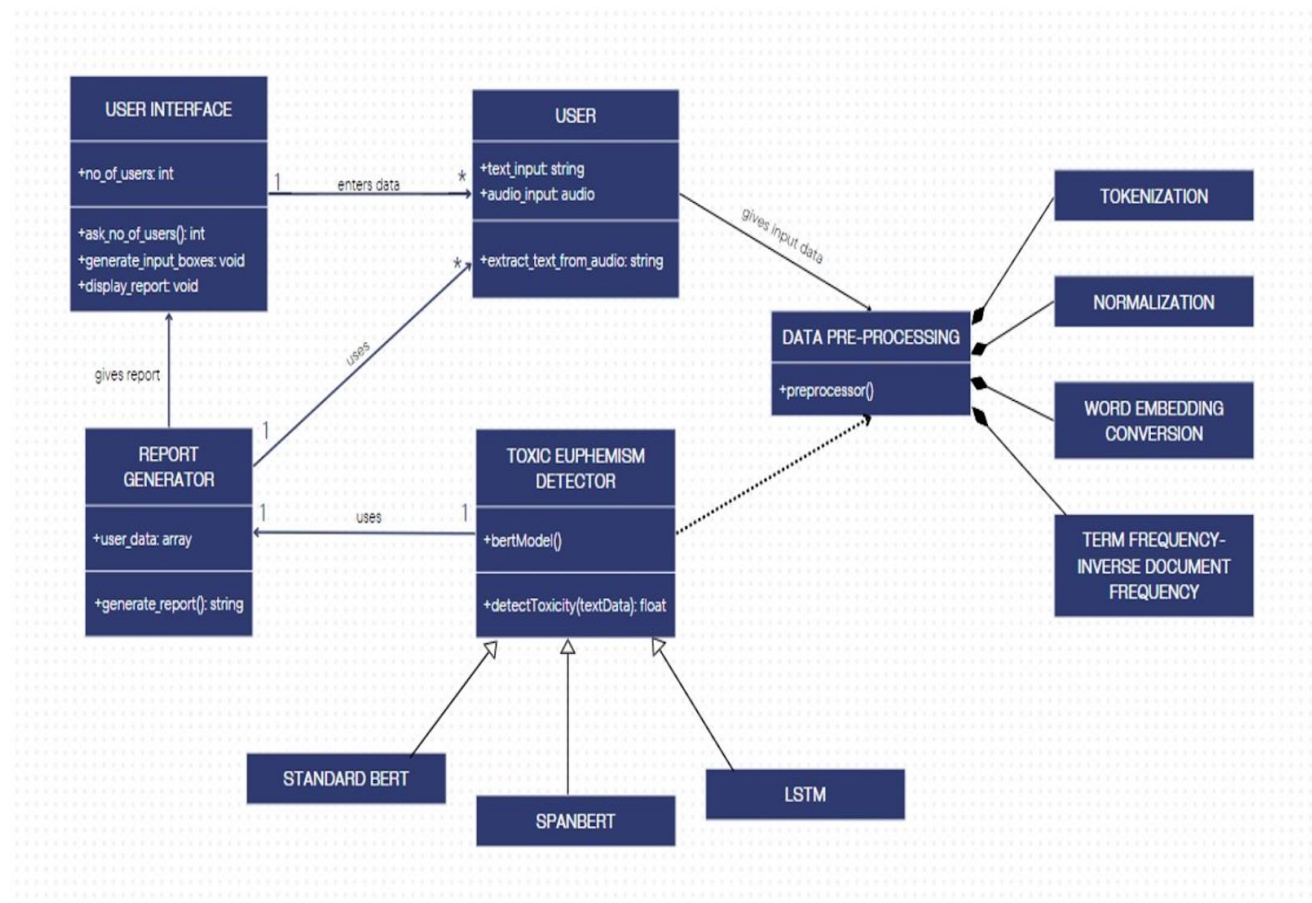 USER INTERFACE
+no_of_users: int
+ask_no_of_users(): int
+generate_input_boxes: void
+display_report: void
1
enters data
*
USER
+text_input: string
+audio_input: audio
+extract_text_from_audio: string
gives input data
TOKENIZATION
NORMALIZATION
WORD EMBEDDING
CONVERSION
TERM FREQUENCY-
INVERSE DOCUMENT
FREQUENCY
DATA PRE-PROCESSING
+preprocessor()
gives report
1
uses
*
REPORT
GENERATOR
+user_data: array
+generate_report(): string
1
uses
1
TOXIC EUPHEMISM
DETECTOR
+bertModel()
+detectToxicity(textData): float
STANDARD BERT
SPANBERT
LSTM